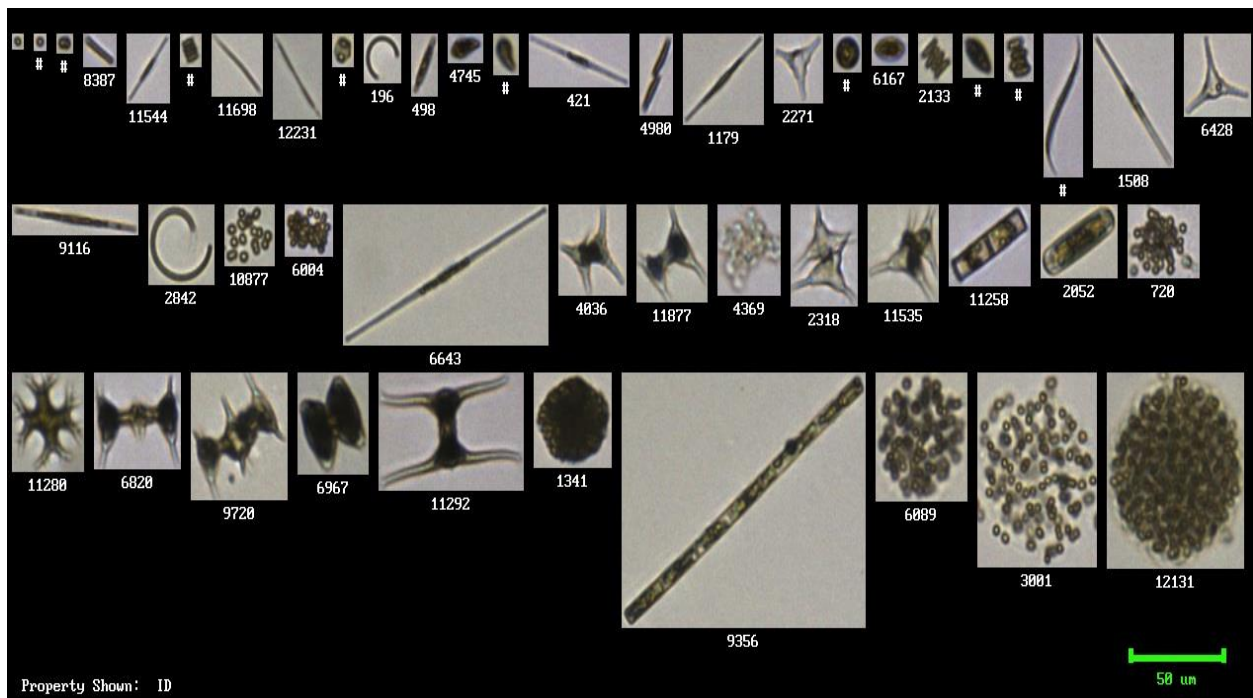 # # 8387 11544 # 11698 12231 # 196 498 4745 # 421 4980 1179 2271 # 6167 2133 # # # 1508 6428
9116 2842 10877 6004 6643 4036 11877 4369 2318 11535 11258 2052 720
11280 6820 9720 6967 11292 1341 9356 6089 3001 12131
50 um
Property Shown: ID